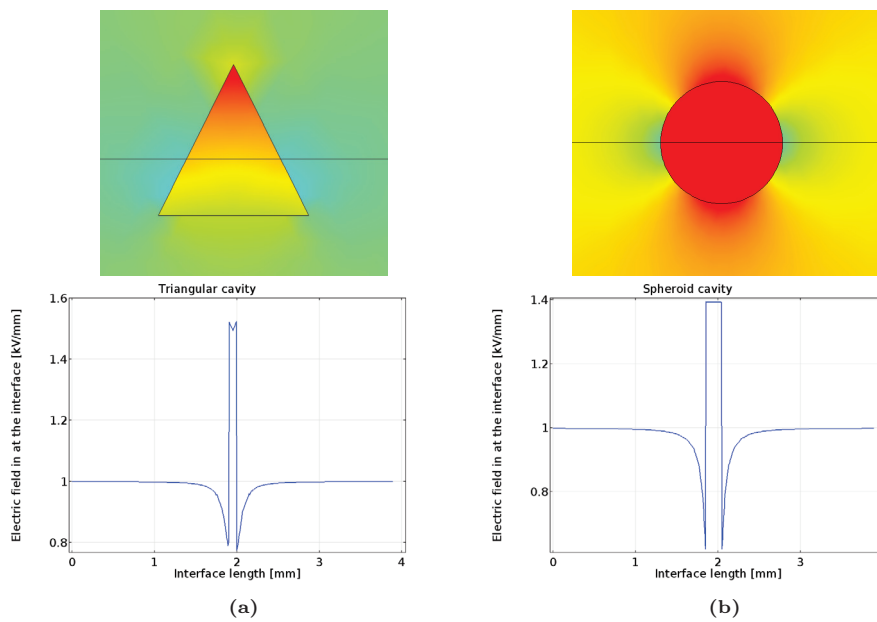 Triangular cavity
Electric field in at the interface [kV/mm]
1.6
1.4
1.2
1
0.8
0
1
2
3
4
Interface length [mm]
(a)
Spheroid cavity
Electric field in at the interface [kV/mm]
1.4
1.2
1
0.8
0
1
2
3
Interface length [mm]
(b)